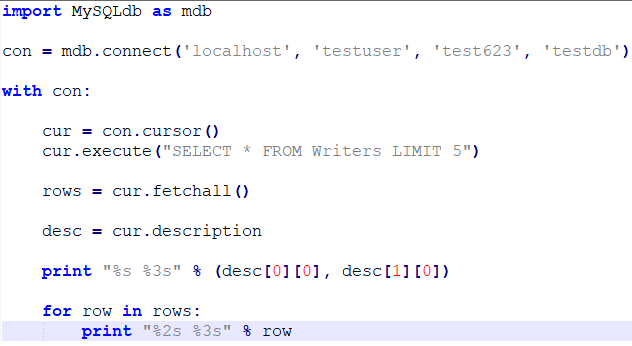 import MySQLdb as mdb
con = mdb.connect('localhost', 'testuser', 'test623', 'testdb')
with con:
cur = con.cursor()
cur.execute("SELECT * FROM Writers LIMIT 5")
rows = cur.fetchall()
desc = cur.description
print "%s %3s" % (desc[0][0], desc[1][0])
for row in rows:
print "%2s %3s" % row